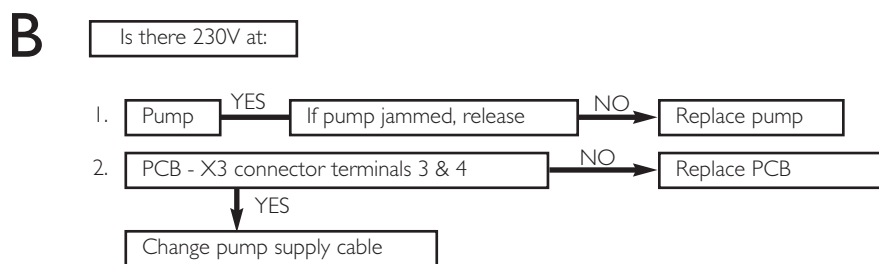 B
Is there 230V at:
1. Pump YES If pump jammed, release NO Replace pump
2. PCB - X3 connector terminals 3 & 4 NO Replace PCB
YES
Change pump supply cable